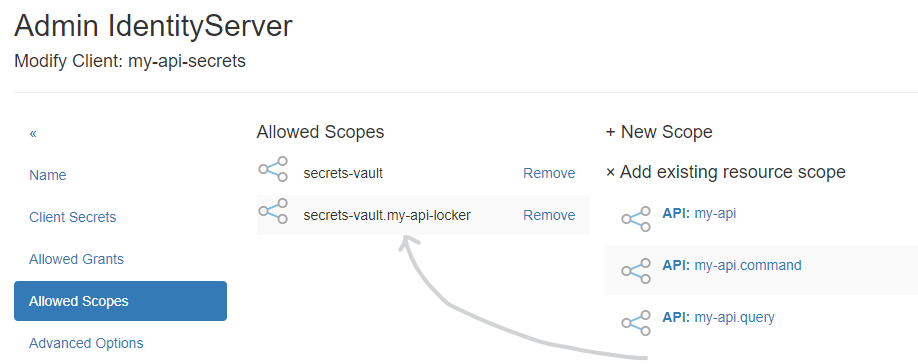 Admin IdentityServer
Modify Client: my-api-secrets
«
Name
Client Secrets
Allowed Grants
Allowed Scopes
Advanced Options
Allowed Scopes
secrets-vault Remove
secrets-vault.my-api-locker Remove
+ New Scope
× Add existing resource scope
API: my-api
API: my-api.command
API: my-api.query